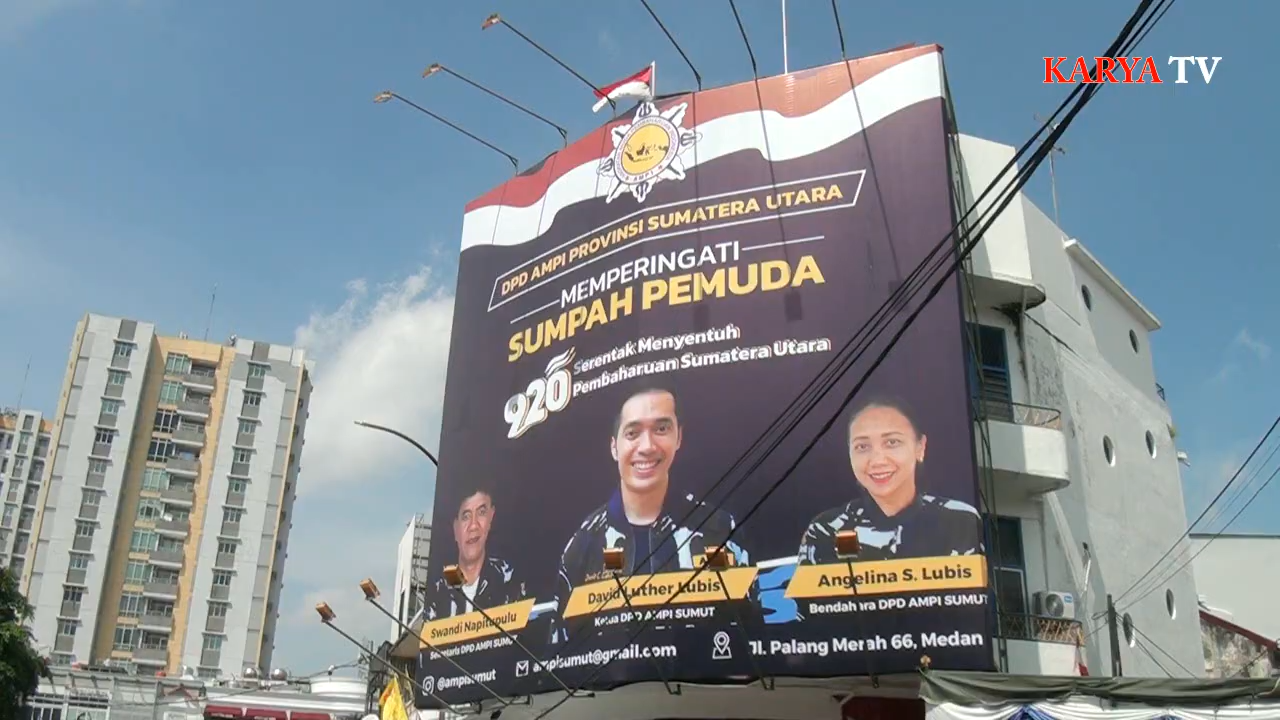 KARYA TV
AMPI
DPD AMPI PROVINSI SUMATERA UTARA
MEMPERINGATI
SUMPAH PEMUDA
920 Serentak Menyentuh
Pembaharuan Sumatera Utara
Swandi Napitupulu
Sekretaris DPD AMPI SUMUT
David Luther Lubis
Ketua DPD AMPI SUMUT
Angelina S. Lubis
Bendahara DPD AMPI SUMUT
@ampisumut
ampisumut@gmail.com
Jl. Palang Merah 66, Medan